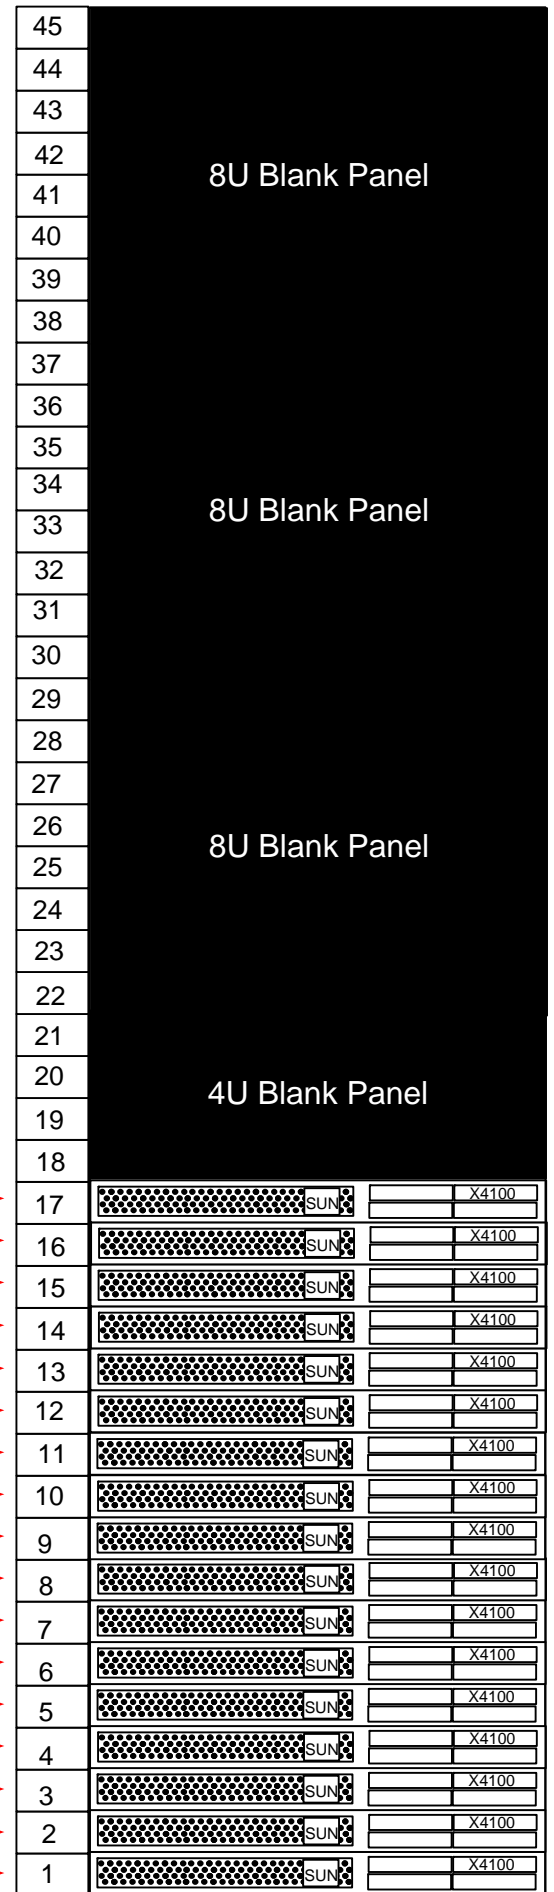 45
44
43
42
8U Blank Panel
41
40
39
38
37
36
35
34
8U Blank Panel
33
32
31
30
29
28
27
26
8U Blank Panel
25
24
23
22
21
20
4U Blank Panel
19
18
17 SUN X4100
16 SUN X4100
15 SUN X4100
14 SUN X4100
13 SUN X4100
12 SUN X4100
11 SUN X4100
10 SUN X4100
9 SUN X4100
8 SUN X4100
7 SUN X4100
6 SUN X4100
5 SUN X4100
4 SUN X4100
3 SUN X4100
2 SUN X4100
1 SUN X4100